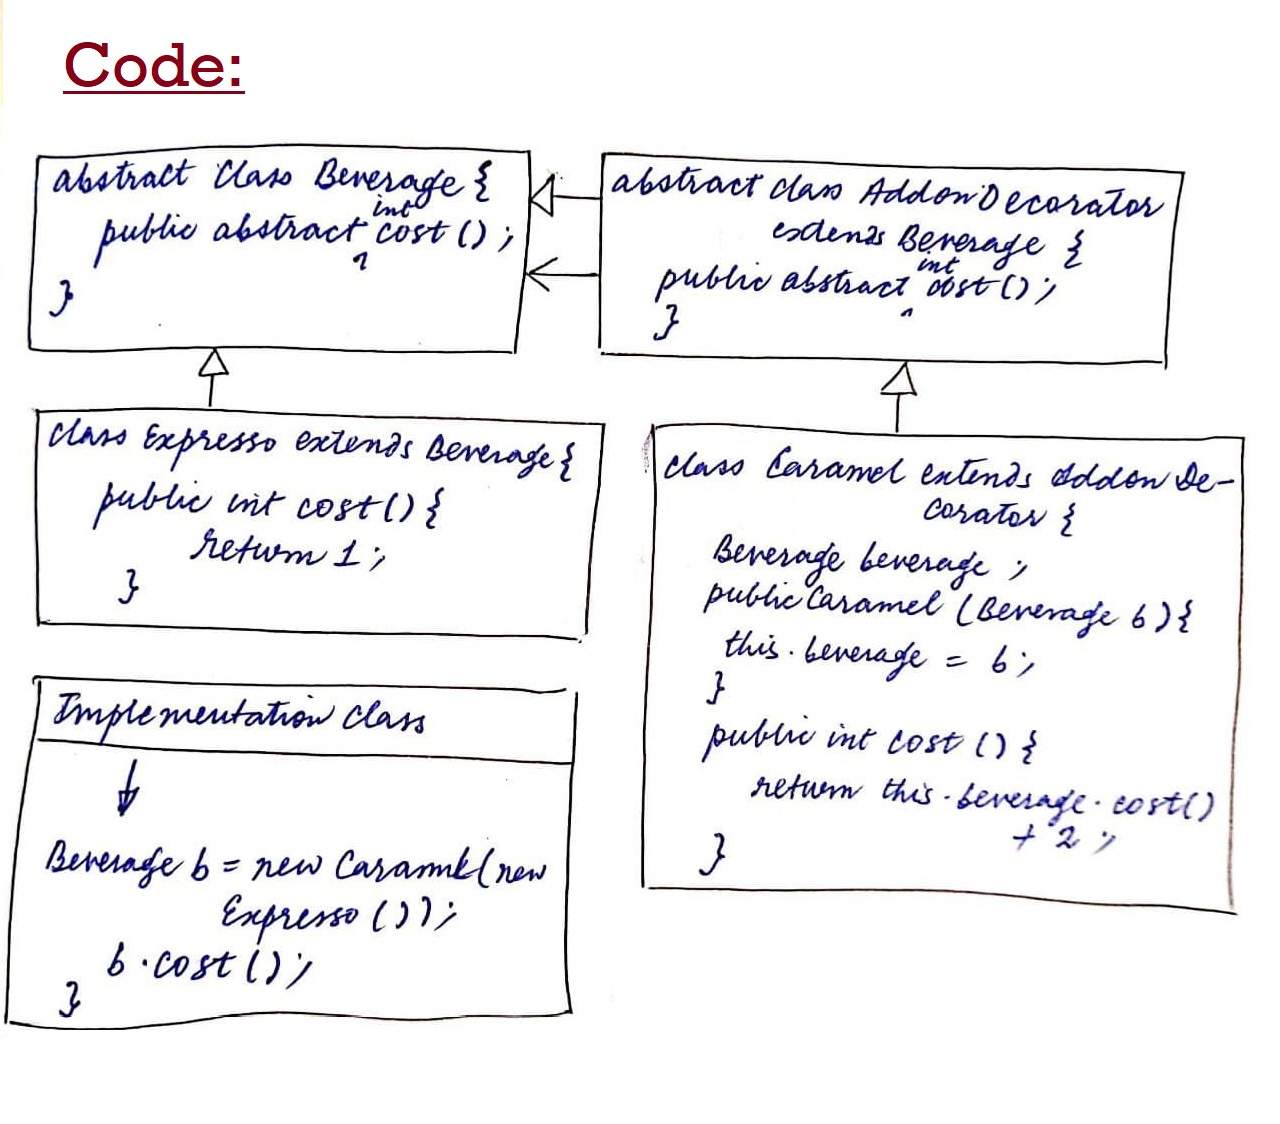 Code:
abstract Class Beverage {
public abstract int cost();
}
abstract class AddonDecorator
extends Beverage {
public abstract int cost();
}
class Expresso extends Beverage{
public int cost(){
return 1;
}
class Caramel extends Addon De-
corator {
Beverage beverage ;
public Caramel (Beverage b){
this.beverage = b;
}
public int cost () {
return this.beverage.cost()
+ 2 ;
}
Implementation class
Beverage b = new Caramel(new
Expresso ());
b.cost();
}